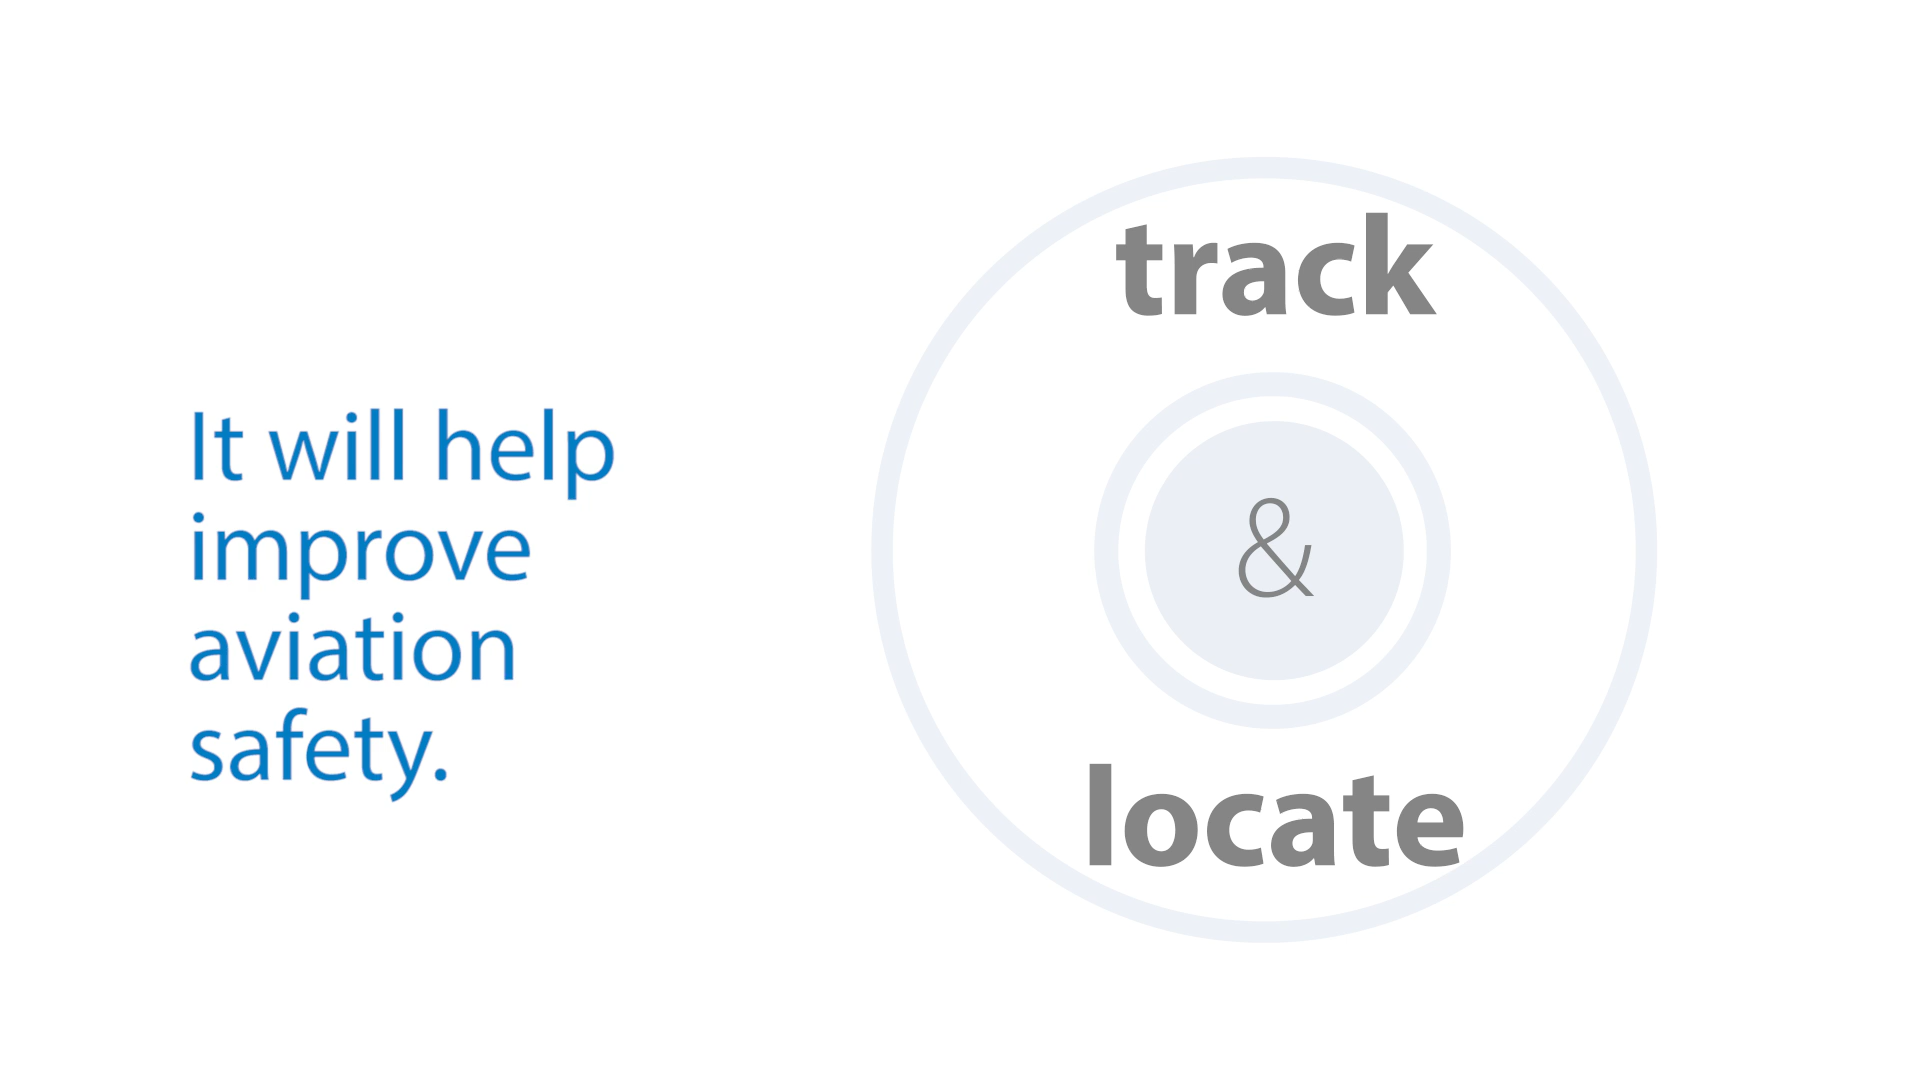 It will help
improve
aviation
safety.
track
&
locate